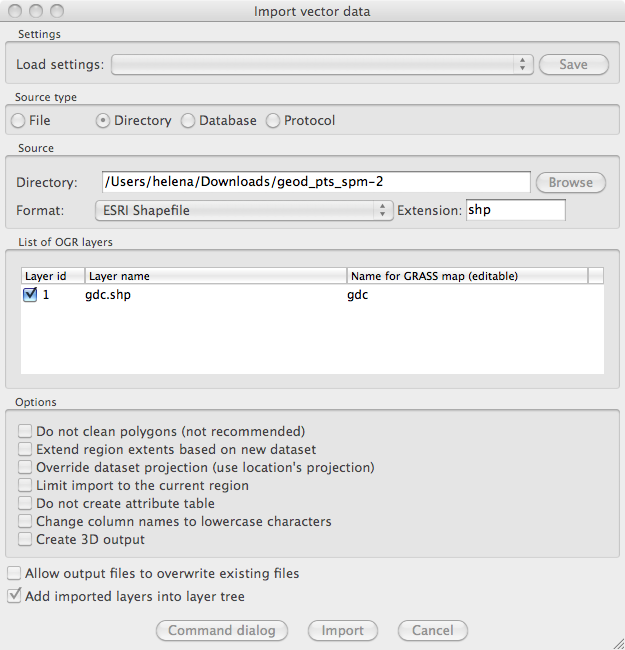 Import vector data
Settings
Load settings:
Save
Source type
File Directory Database Protocol
Source
Directory: /Users/helena/Downloads/geod_pts_spm-2 Browse
Format: ESRI Shapefile Extension: shp
List of OGR layers
Layer id Layer name Name for GRASS map (editable)
1 gdc.shp gdc
Options
Do not clean polygons (not recommended)
Extend region extents based on new dataset
Override dataset projection (use location's projection)
Limit import to the current region
Do not create attribute table
Change column names to lowercase characters
Create 3D output
Allow output files to overwrite existing files
Add imported layers into layer tree
Command dialog Import Cancel